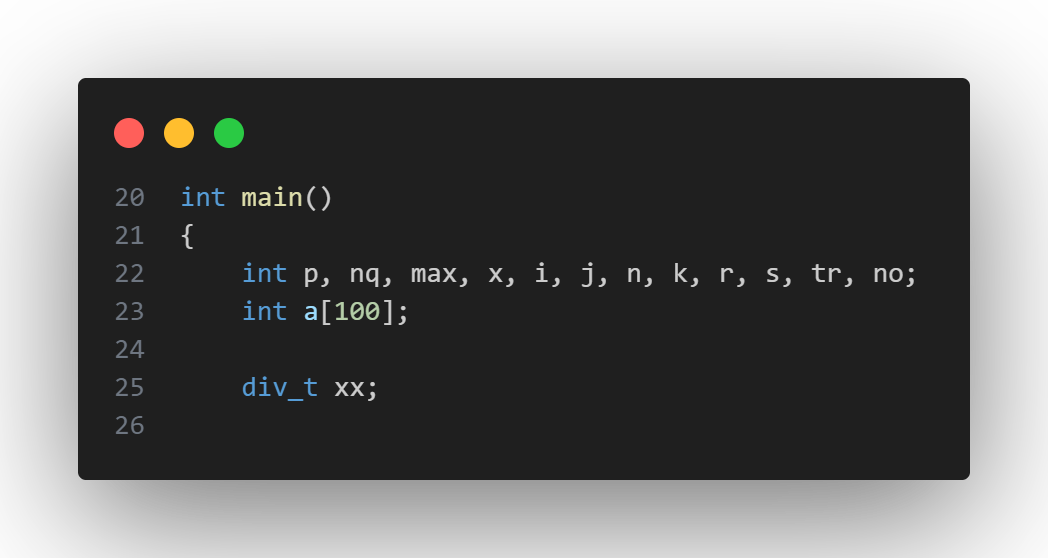 20 int main()
21 {
22     int p, nq, max, x, i, j, n, k, r, s, tr, no;
23     int a[100];
24
25     div_t xx;
26